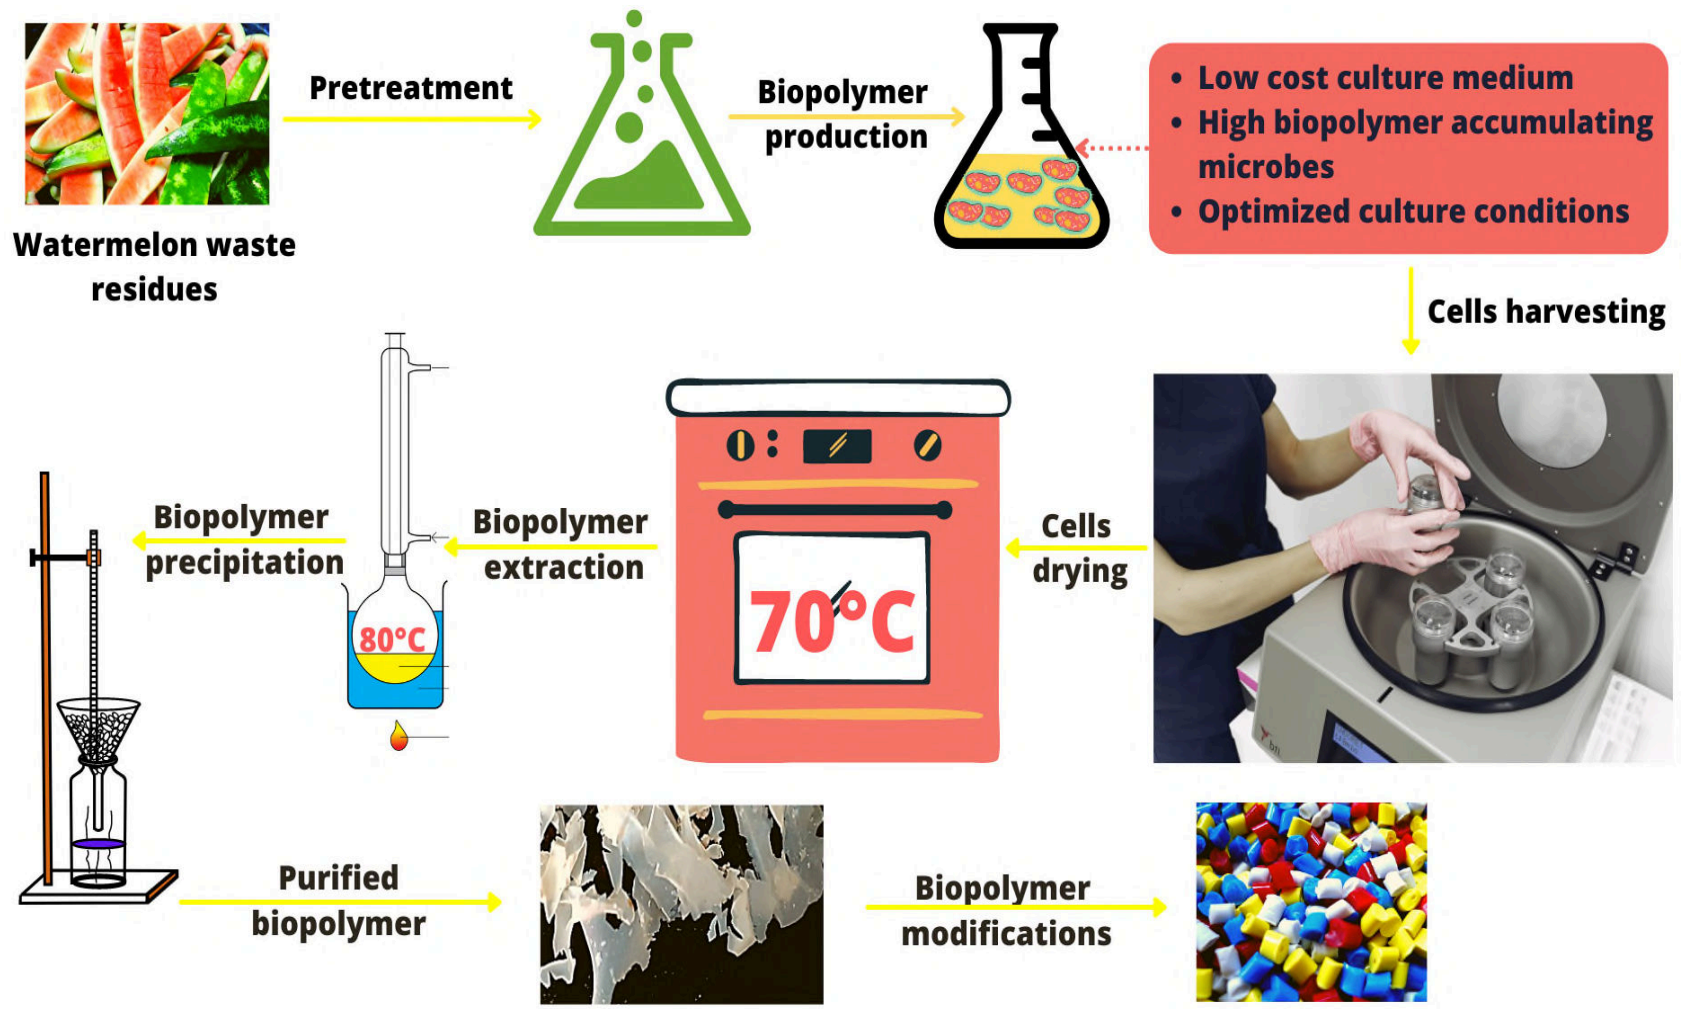 Pretreatment
Biopolymer
production
• Low cost culture medium
• High biopolymer accumulating
microbes
• Optimized culture conditions
Watermelon waste
residues
Cells harvesting
Cells
drying
70°C
Biopolymer
extraction
80°C
Biopolymer
precipitation
Purified
biopolymer
Biopolymer
modifications